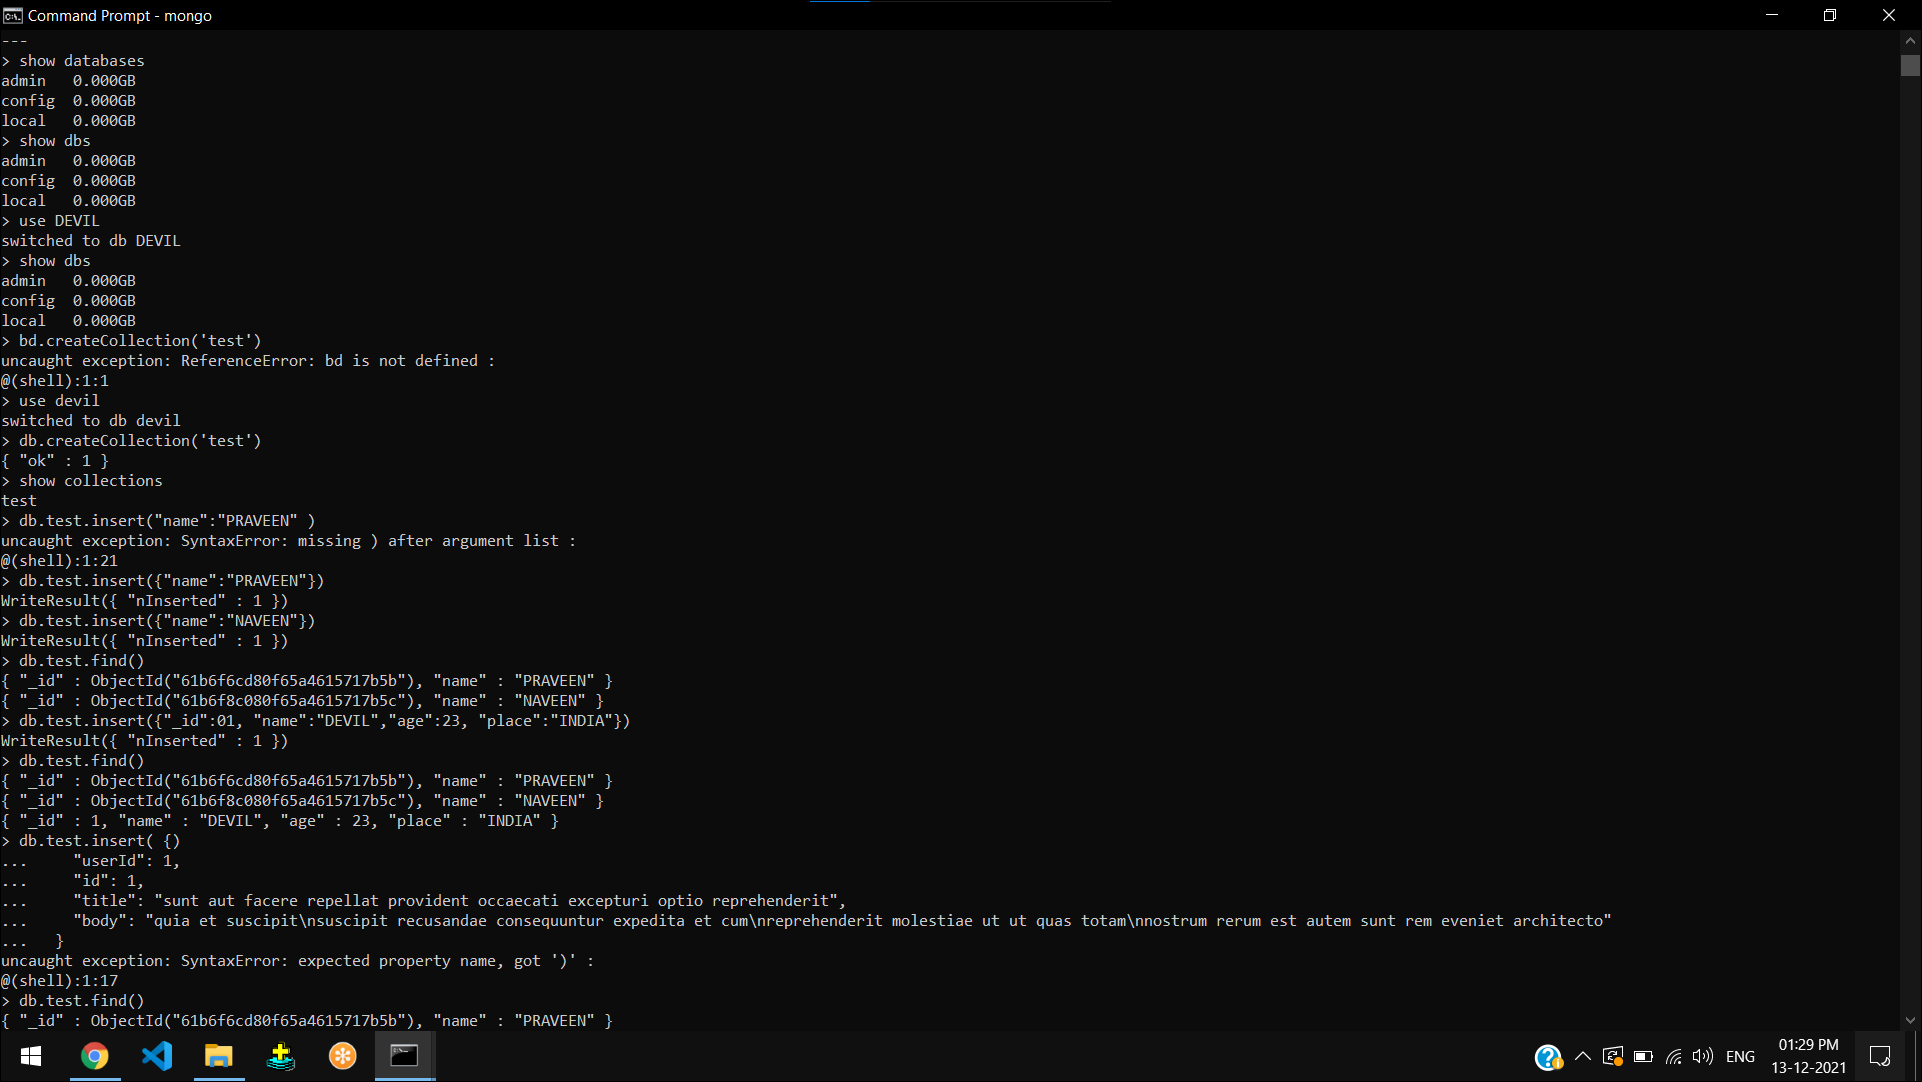 Command Prompt - mongo
---
> show databases
admin   0.000GB
config  0.000GB
local   0.000GB
> show dbs
admin   0.000GB
config  0.000GB
local   0.000GB
> use DEVIL
switched to db DEVIL
> show dbs
admin   0.000GB
config  0.000GB
local   0.000GB
> bd.createCollection('test')
uncaught exception: ReferenceError: bd is not defined :
@(shell):1:1
> use devil
switched to db devil
> db.createCollection('test')
{ "ok" : 1 }
> show collections
test
> db.test.insert("name":"PRAVEEN" )
uncaught exception: SyntaxError: missing ) after argument list :
@(shell):1:21
> db.test.insert({"name":"PRAVEEN"})
WriteResult({ "nInserted" : 1 })
> db.test.insert({"name":"NAVEEN"})
WriteResult({ "nInserted" : 1 })
> db.test.find()
{ "_id" : ObjectId("61b6f6cd80f65a4615717b5b"), "name" : "PRAVEEN" }
{ "_id" : ObjectId("61b6f8c080f65a4615717b5c"), "name" : "NAVEEN" }
> db.test.insert({"_id":01, "name":"DEVIL","age":23, "place":"INDIA"})
WriteResult({ "nInserted" : 1 })
> db.test.find()
{ "_id" : ObjectId("61b6f6cd80f65a4615717b5b"), "name" : "PRAVEEN" }
{ "_id" : ObjectId("61b6f8c080f65a4615717b5c"), "name" : "NAVEEN" }
{ "_id" : 1, "name" : "DEVIL", "age" : 23, "place" : "INDIA" }
> db.test.insert( {)
...     "userId": 1,
...     "id": 1,
...     "title": "sunt aut facere repellat provident occaecati excepturi optio reprehenderit",
...     "body": "quia et suscipit\nsuscipit recusandae consequuntur expedita et cum\nreprehenderit molestiae ut ut quas totam\nnostrum rerum est autem sunt rem eveniet architecto"
...   }
uncaught exception: SyntaxError: expected property name, got ')' :
@(shell):1:17
> db.test.find()
{ "_id" : ObjectId("61b6f6cd80f65a4615717b5b"), "name" : "PRAVEEN" }
ENG
01:29 PM
13-12-2021